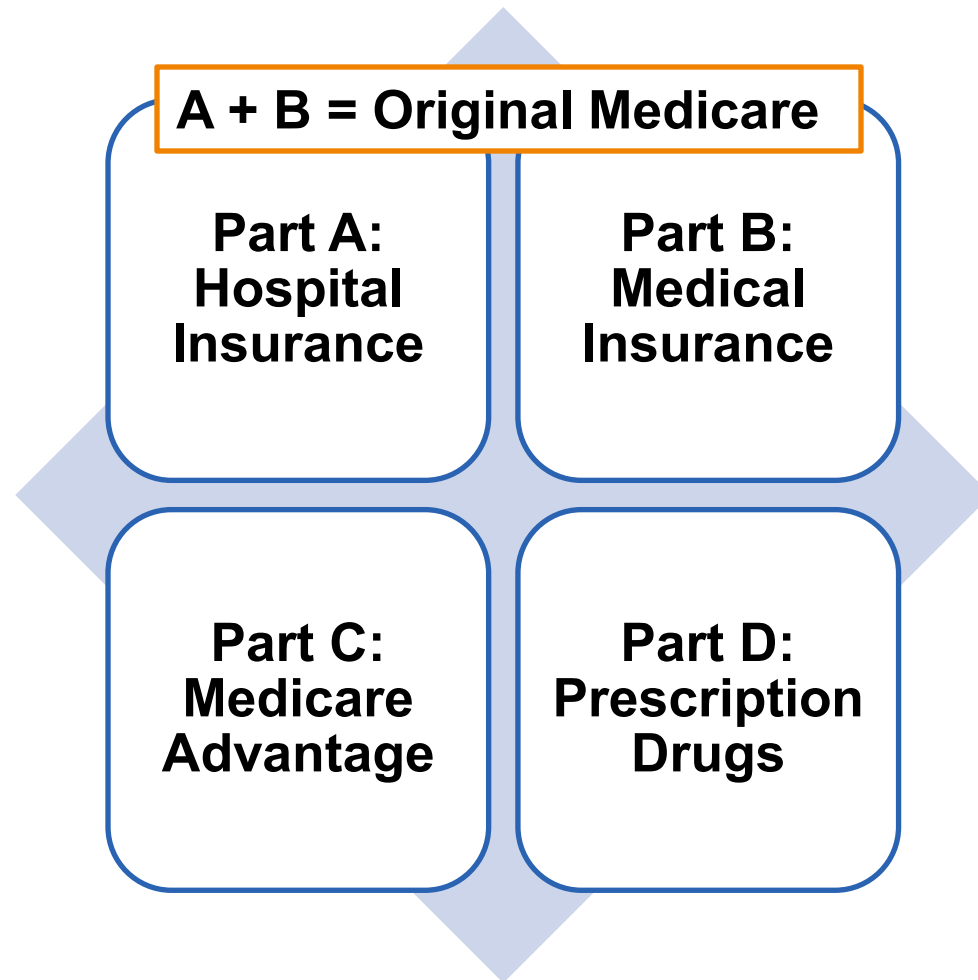 A + B = Original Medicare
Part A:
Hospital
Insurance
Part B:
Medical
Insurance
Part C:
Medicare
Advantage
Part D:
Prescription
Drugs